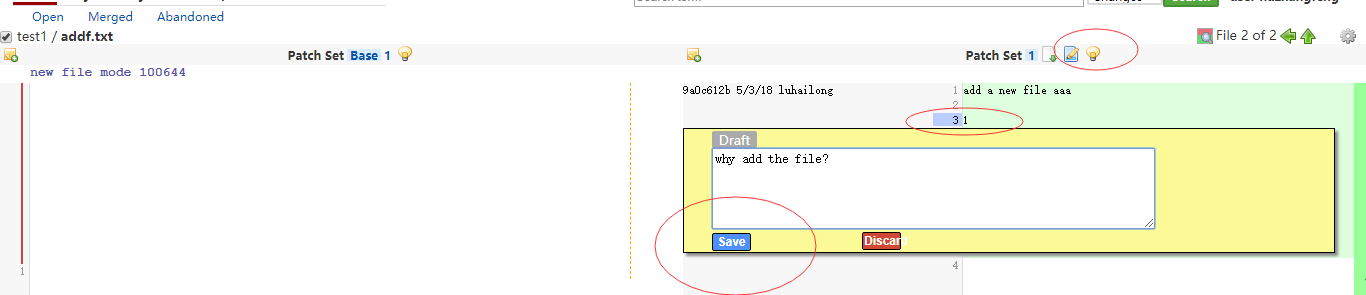 Open Merged Abandoned
test1 / addf.txt File 2 of 2
Patch Set Base 1 Patch Set 1
new file mode 100644
9a0c612b 5/3/18 luhailong 1 add a new file aaa
2
3 1
Draft
why add the file?
Save Discard
1 4